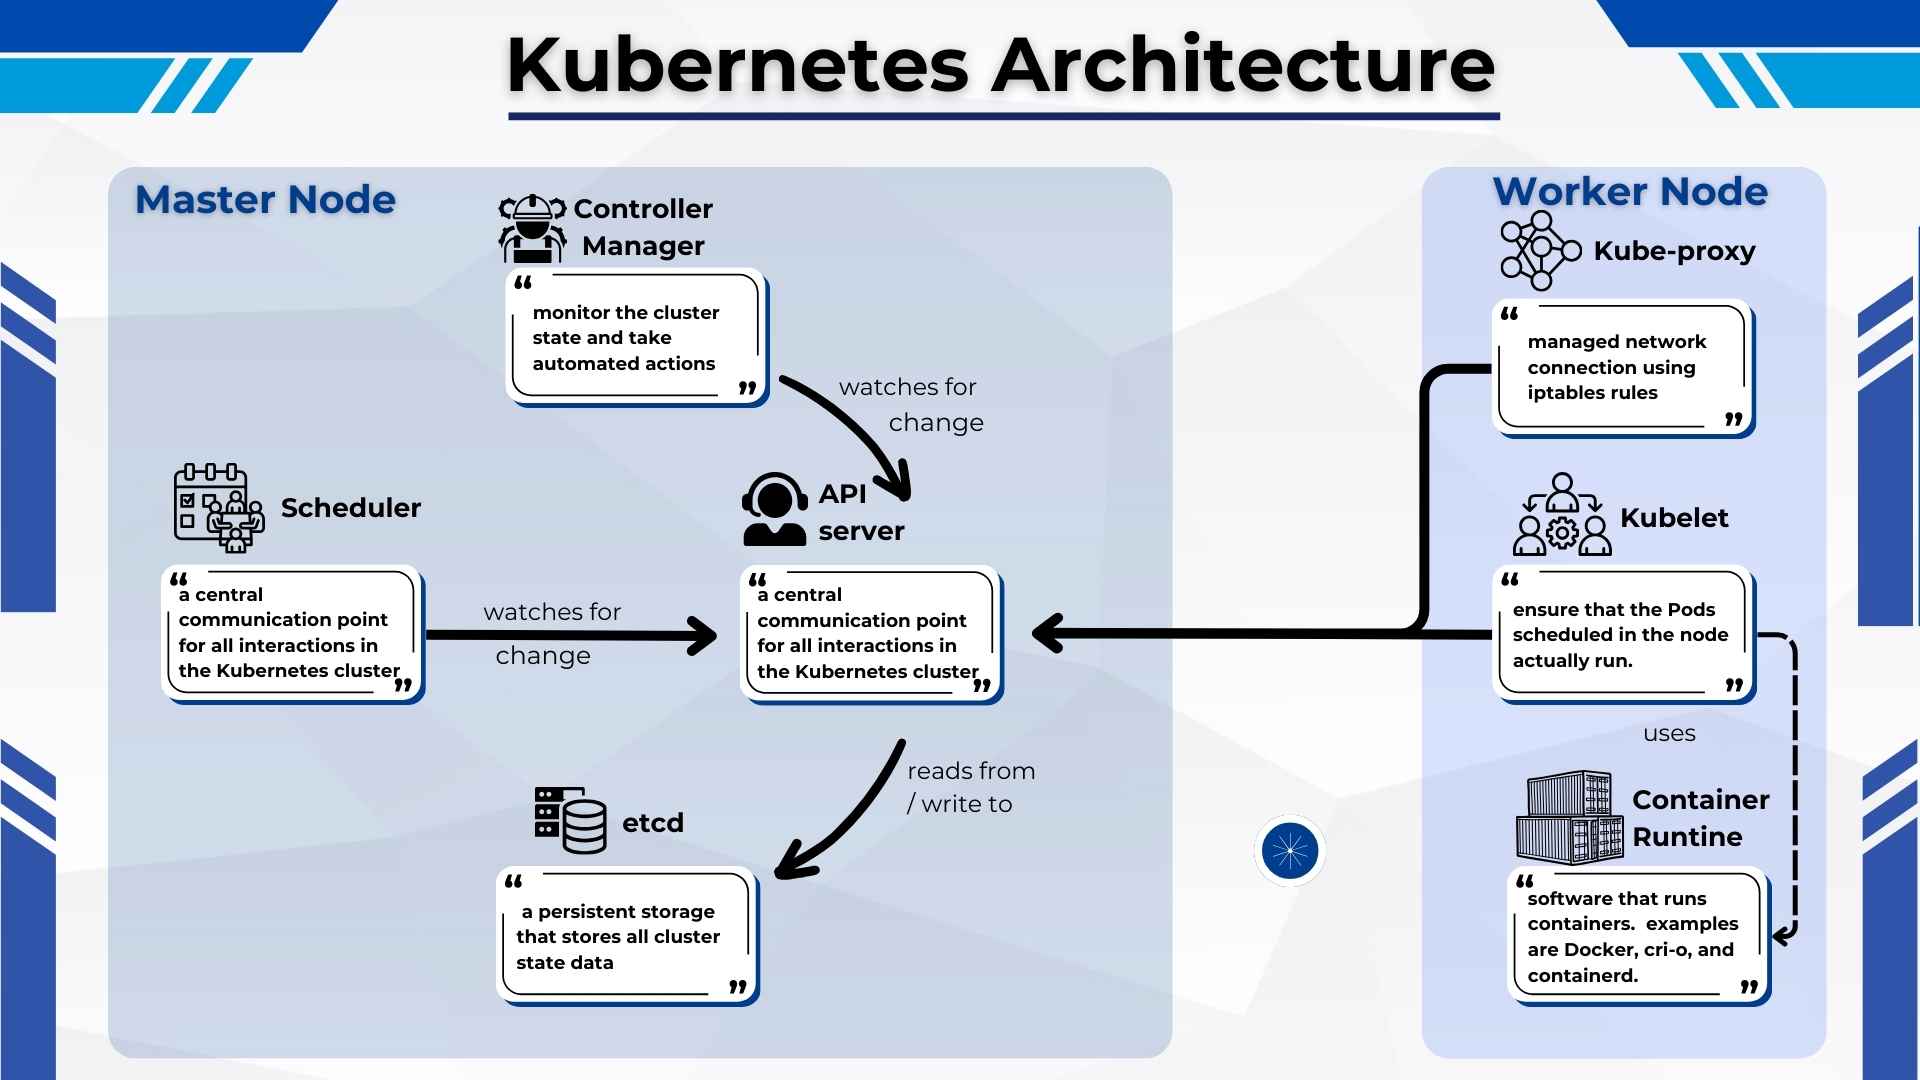 Kubernetes Architecture
Master Node
Controller
Manager
“
monitor the cluster
state and take
automated actions
”
watches for
change
Scheduler
“
a central
communication point
for all interactions in
the Kubernetes cluster
”
watches for
change
API
server
“
a central
communication point
for all interactions in
the Kubernetes cluster
”
reads from
/ write to
etcd
“
a persistent storage
that stores all cluster
state data
”
Worker Node
Kube-proxy
“
managed network
connection using
iptables rules
”
Kubelet
“
ensure that the Pods
scheduled in the node
actually run.
”
uses
Container
Runtine
“
software that runs
containers. examples
are Docker, cri-o, and
containerd.
”